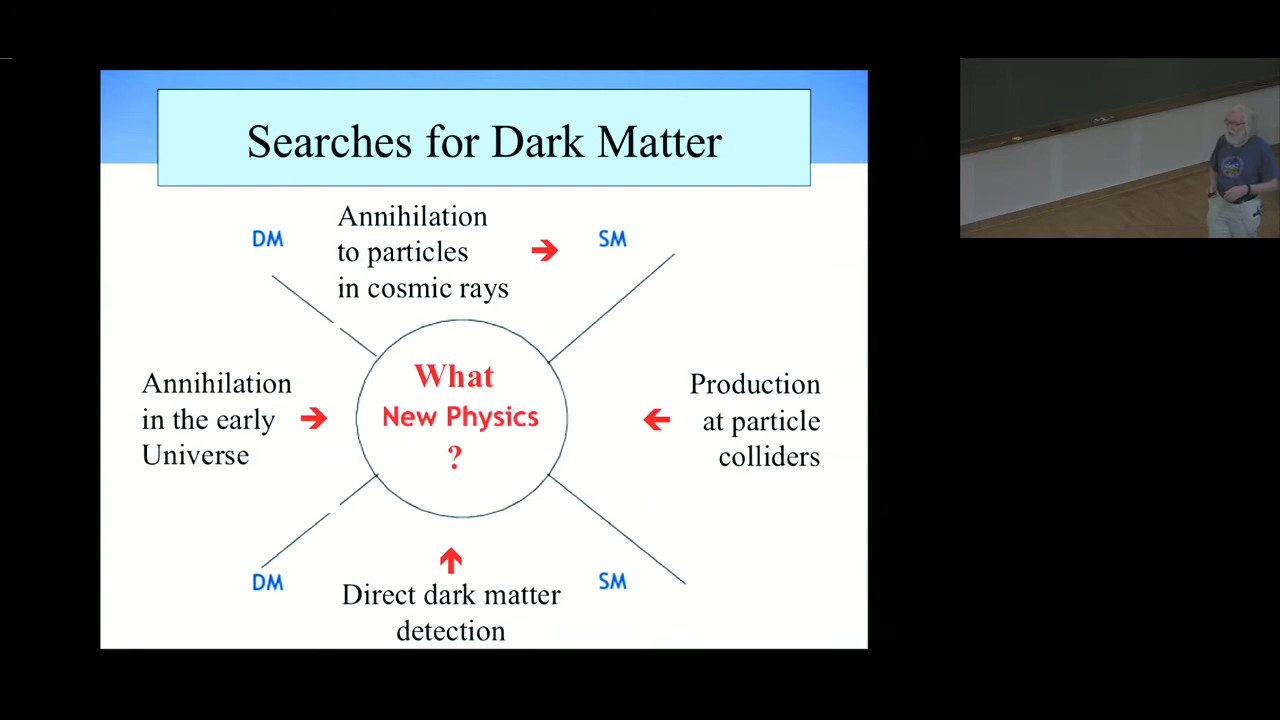 Searches for Dark Matter
DM
Annihilation
to particles
in cosmic rays
SM
What
New Physics
?
Annihilation
in the early
Universe
Production
at particle
colliders
DM
Direct dark matter
detection
SM